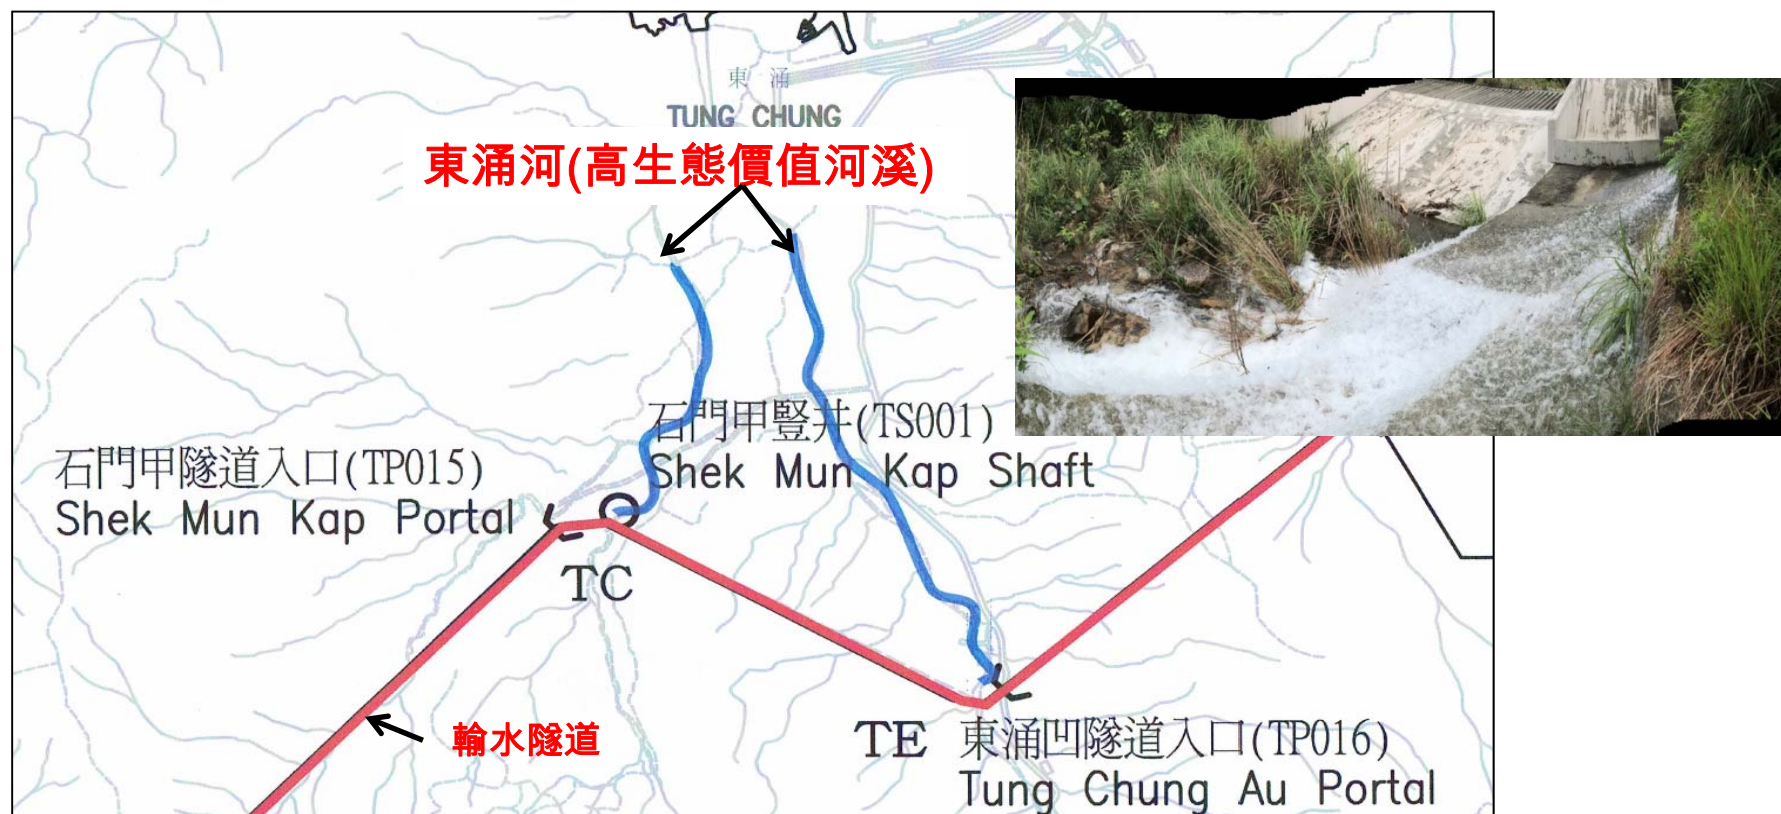 東 涌
TUNG CHUNG
東涌河(高生態價值河溪)
石門甲豎井(TS001)
Shek Mun Kap Shaft
石門甲隧道入口(TP015)
Shek Mun Kap Portal
TC
輸水隧道
TE
東涌凹隧道入口(TP016)
Tung Chung Au Portal